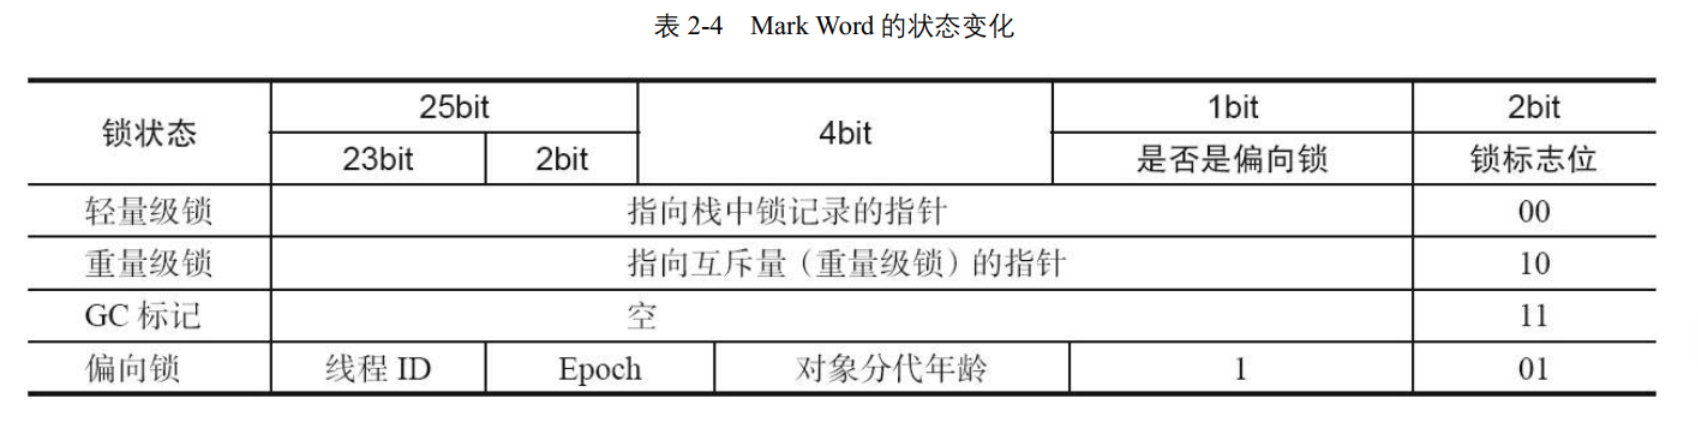 表 2-4 Mark Word 的状态变化
锁状态 25bit 4bit 1bit 2bit
23bit 2bit 是否是偏向锁 锁标志位
轻量级锁 指向栈中锁记录的指针 00
重量级锁 指向互斥量（重量级锁）的指针 10
GC 标记 空 11
偏向锁 线程 ID Epoch 对象分代年龄 1 01